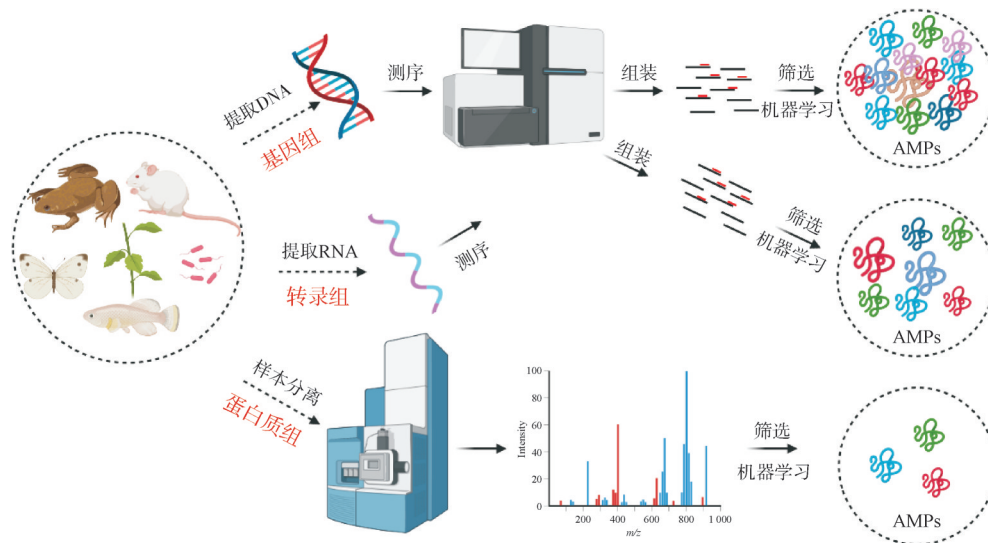 提取DNA
基因组
测序
组装
筛选
机器学习
AMPs
组装
筛选
机器学习
AMPs
提取RNA
转录组
测序
样本分离
蛋白质组
Intensity
100
80
60
40
20
0
200
400
600
800
1 000
m/z
筛选
机器学习
AMPs